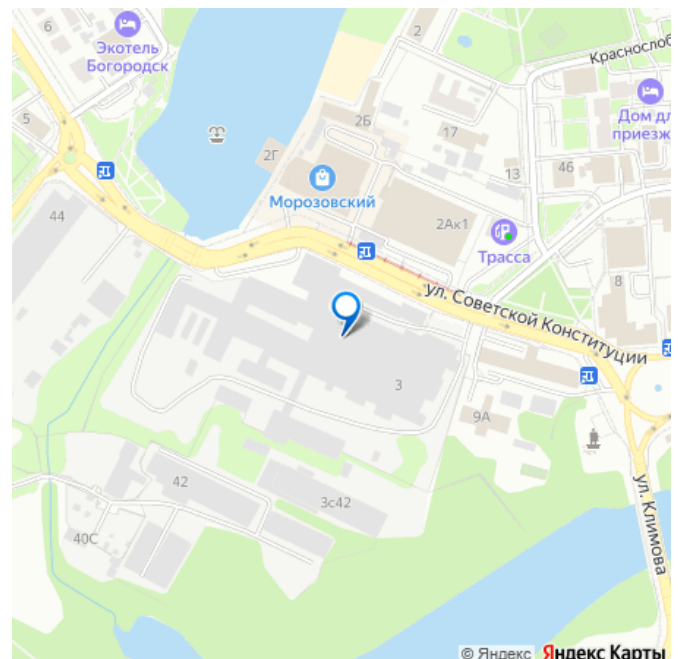 6
Экотель
Богородск
2
Краснослоб
5
2Б
17
Дом дл
приезж
2Г
46
13
Морозовский
44
2Ак1
Трасса
8
ул. Советской Конституции
3
9А
42
3с42
ул. Климова
40С
© Яндекс Яндекс Карты